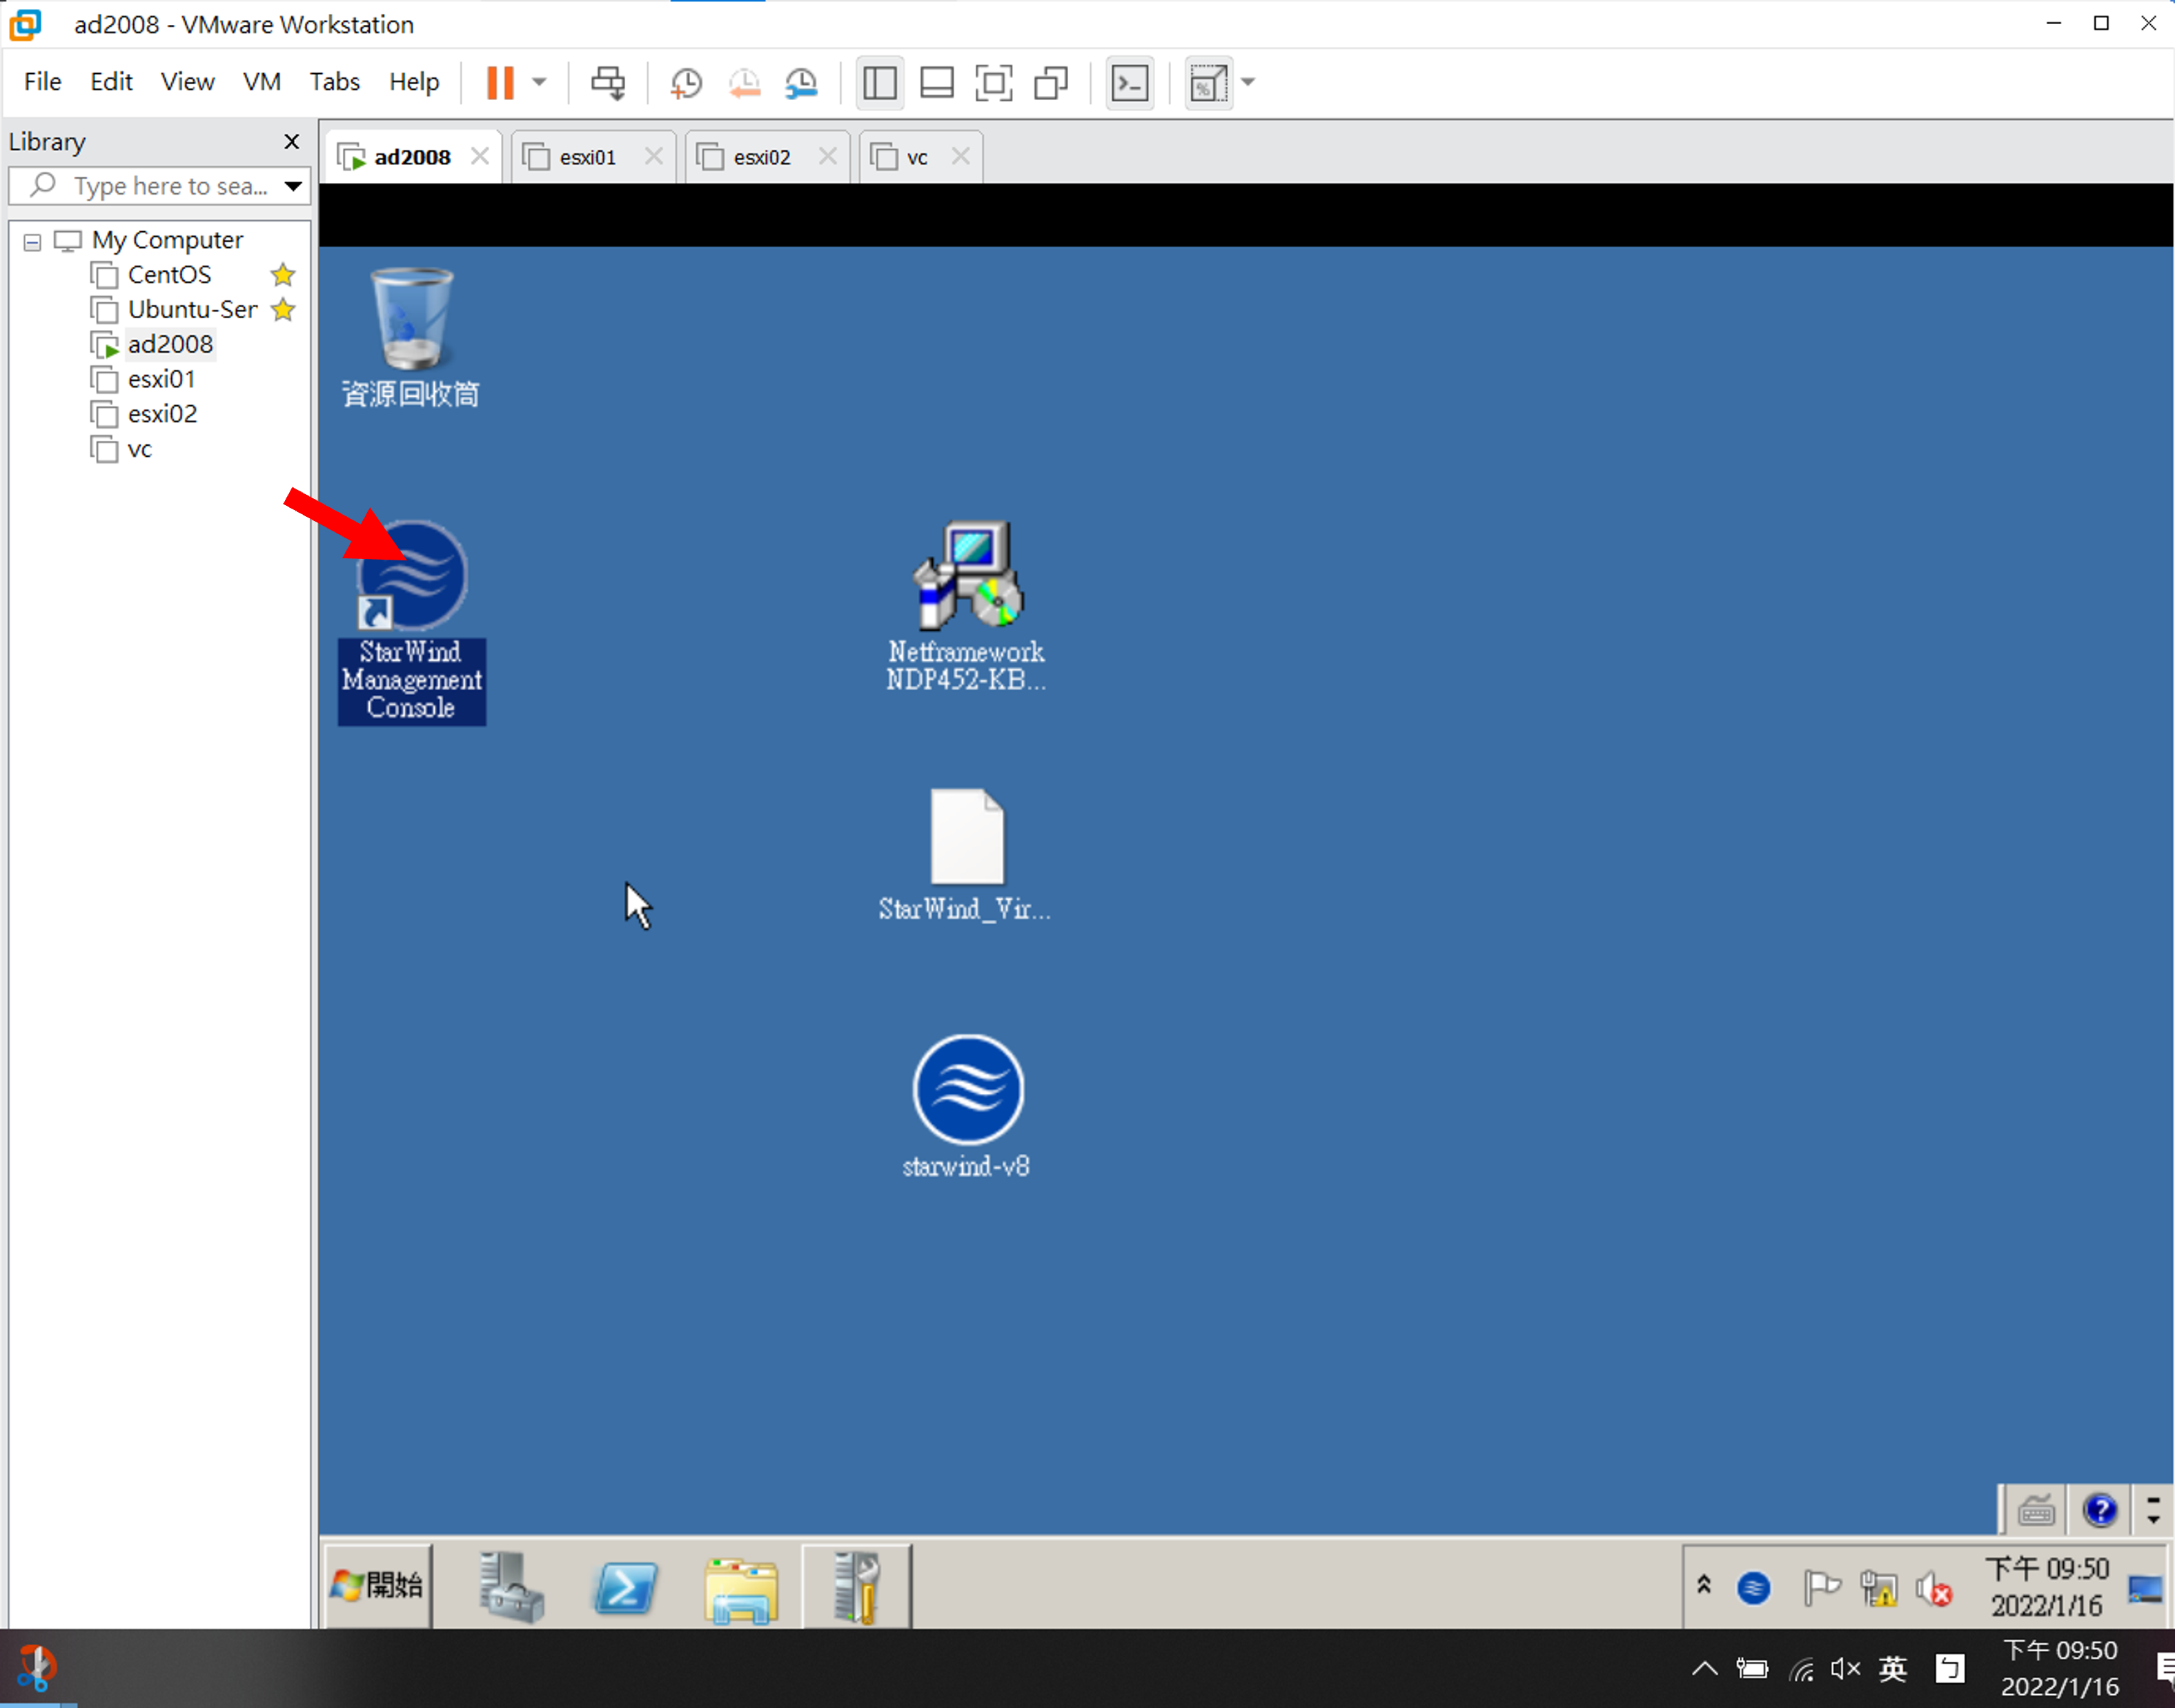 ad2008 - VMware Workstation
File Edit View VM Tabs Help
Library
ad2008 esxi01 esxi02 vc
Type here to sea...
My Computer
CentOS
Ubuntu-Ser
ad2008
esxi01
esxi02
vc
資源回收筒
StarWind
Management
Console
Netframework
NDP452-KB...
StarWind_Vir...
starwind-v8
開始
下午 09:50
2022/1/16
英
ㄅ
下午 09:50
2022/1/16